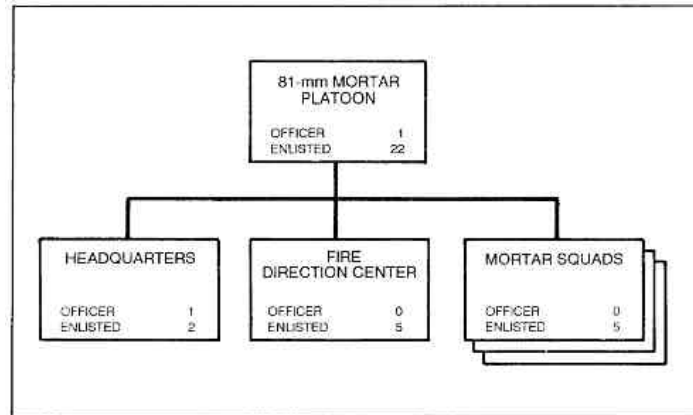 81-mm MORTAR
PLATOON
OFFICER 1
ENLISTED 22
HEADQUARTERS
OFFICER 1
ENLISTED 2
FIRE
DIRECTION CENTER
OFFICER 0
ENLISTED 5
MORTAR SQUADS
OFFICER 0
ENLISTED 5